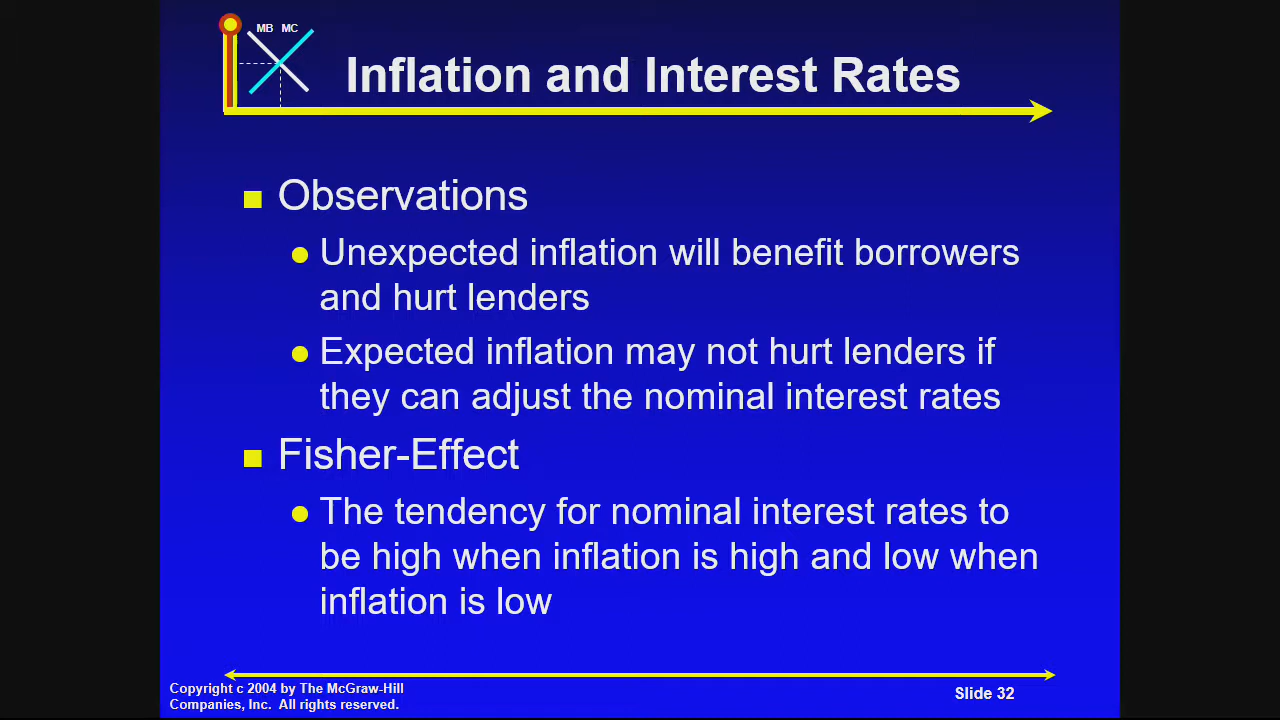 MB MC
Inflation and Interest Rates
Observations
Unexpected inflation will benefit borrowers
and hurt lenders
Expected inflation may not hurt lenders if
they can adjust the nominal interest rates
Fisher-Effect
The tendency for nominal interest rates to
be high when inflation is high and low when
inflation is low
Copyright c 2004 by The McGraw-Hill
Companies, Inc. All rights reserved.
Slide 32